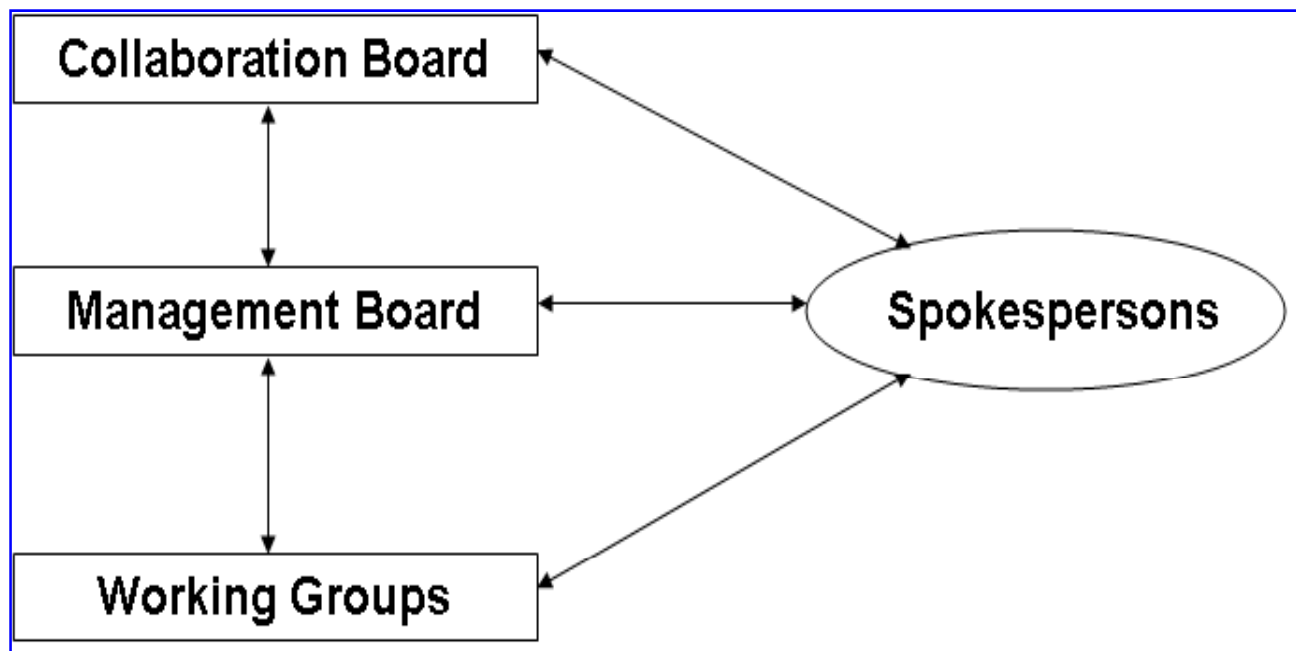 Collaboration Board
Management Board
Spokespersons
Working Groups